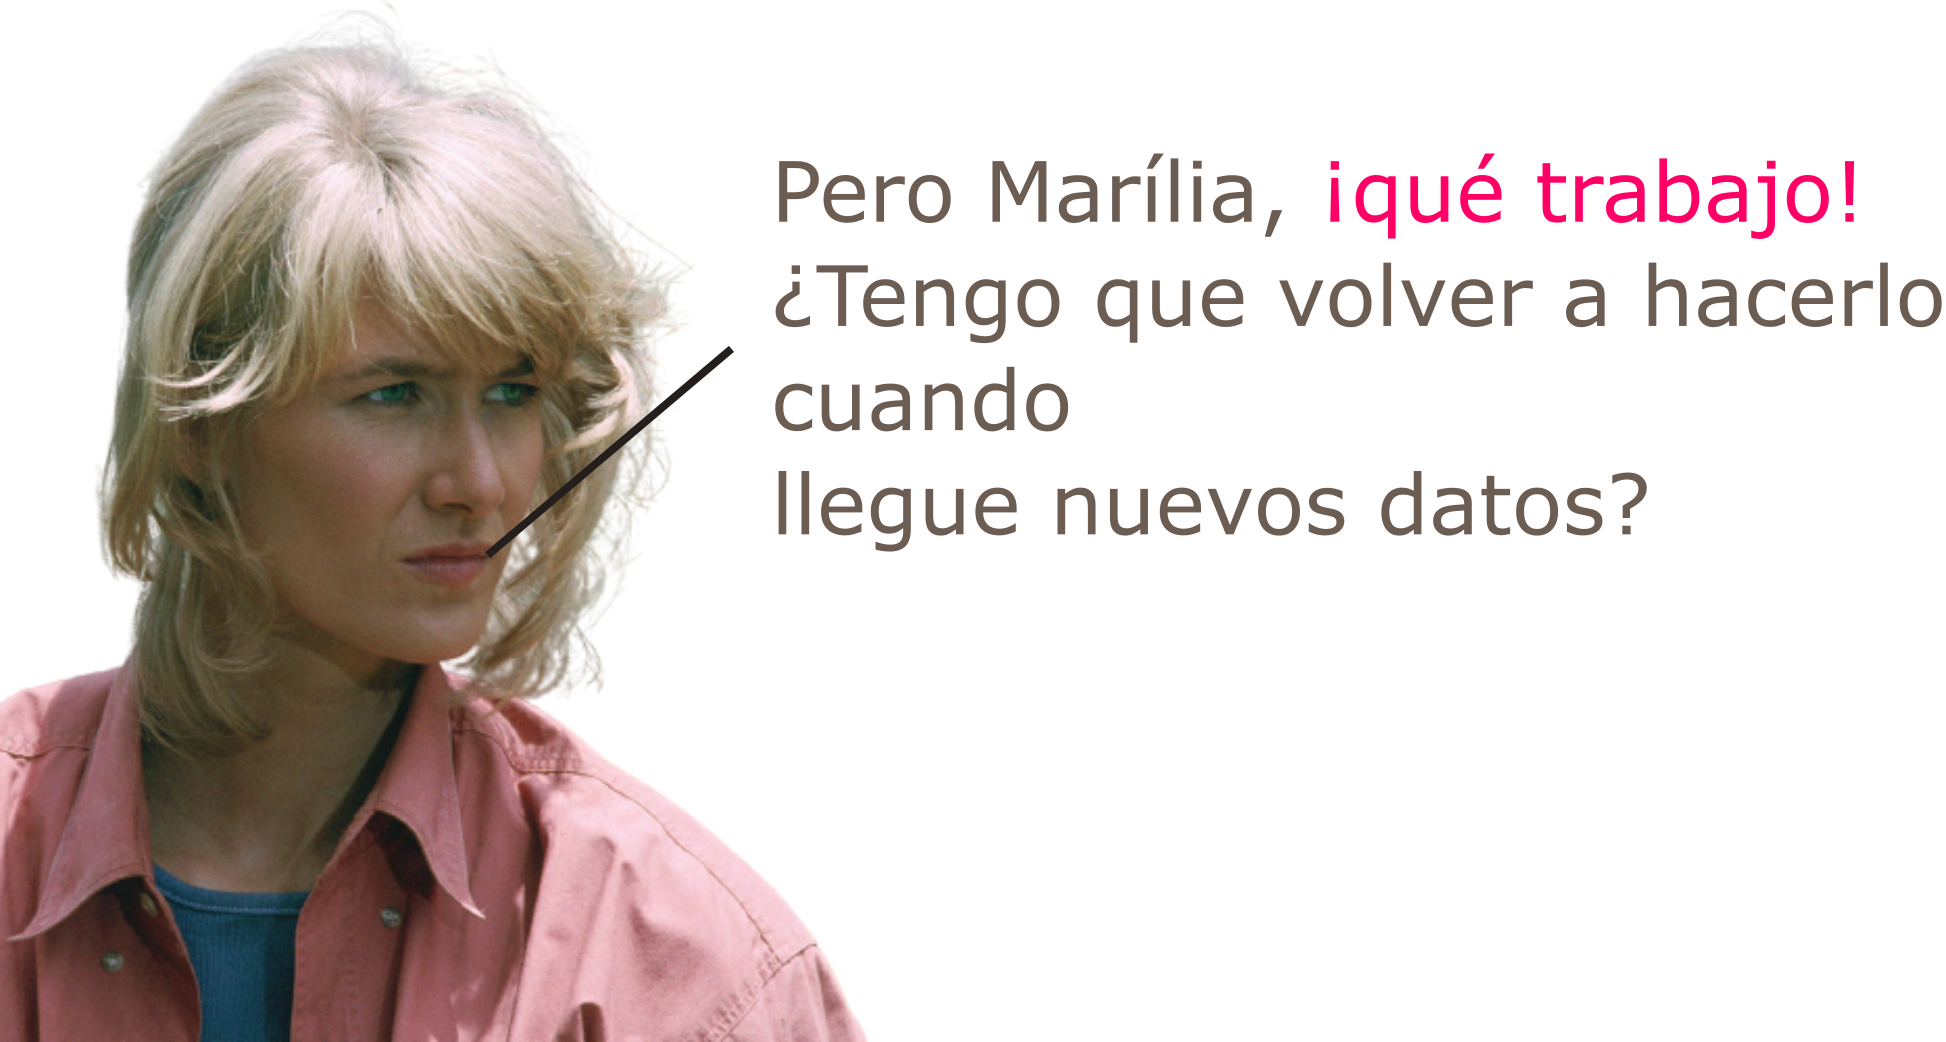 Pero Marília, ¡qué trabajo!
¿Tengo que volver a hacerlo
cuando
llegue nuevos datos?